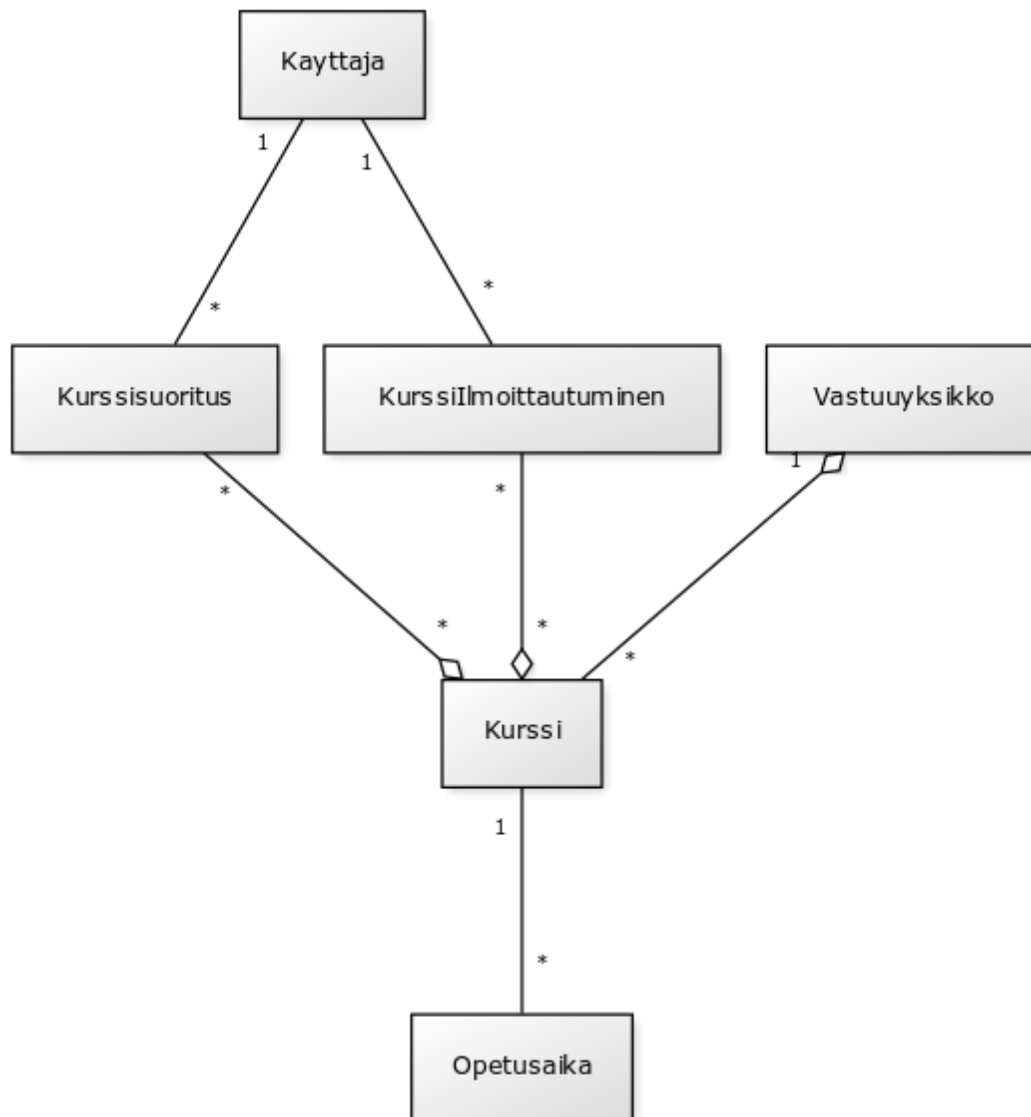 Kayttaja
1
1
*
*
Kurssisuoritus
KurssiIlmoittautuminen
Vastuuyksikko
*
*
1
*
*
*
Kurssi
1
*
Opetusaika